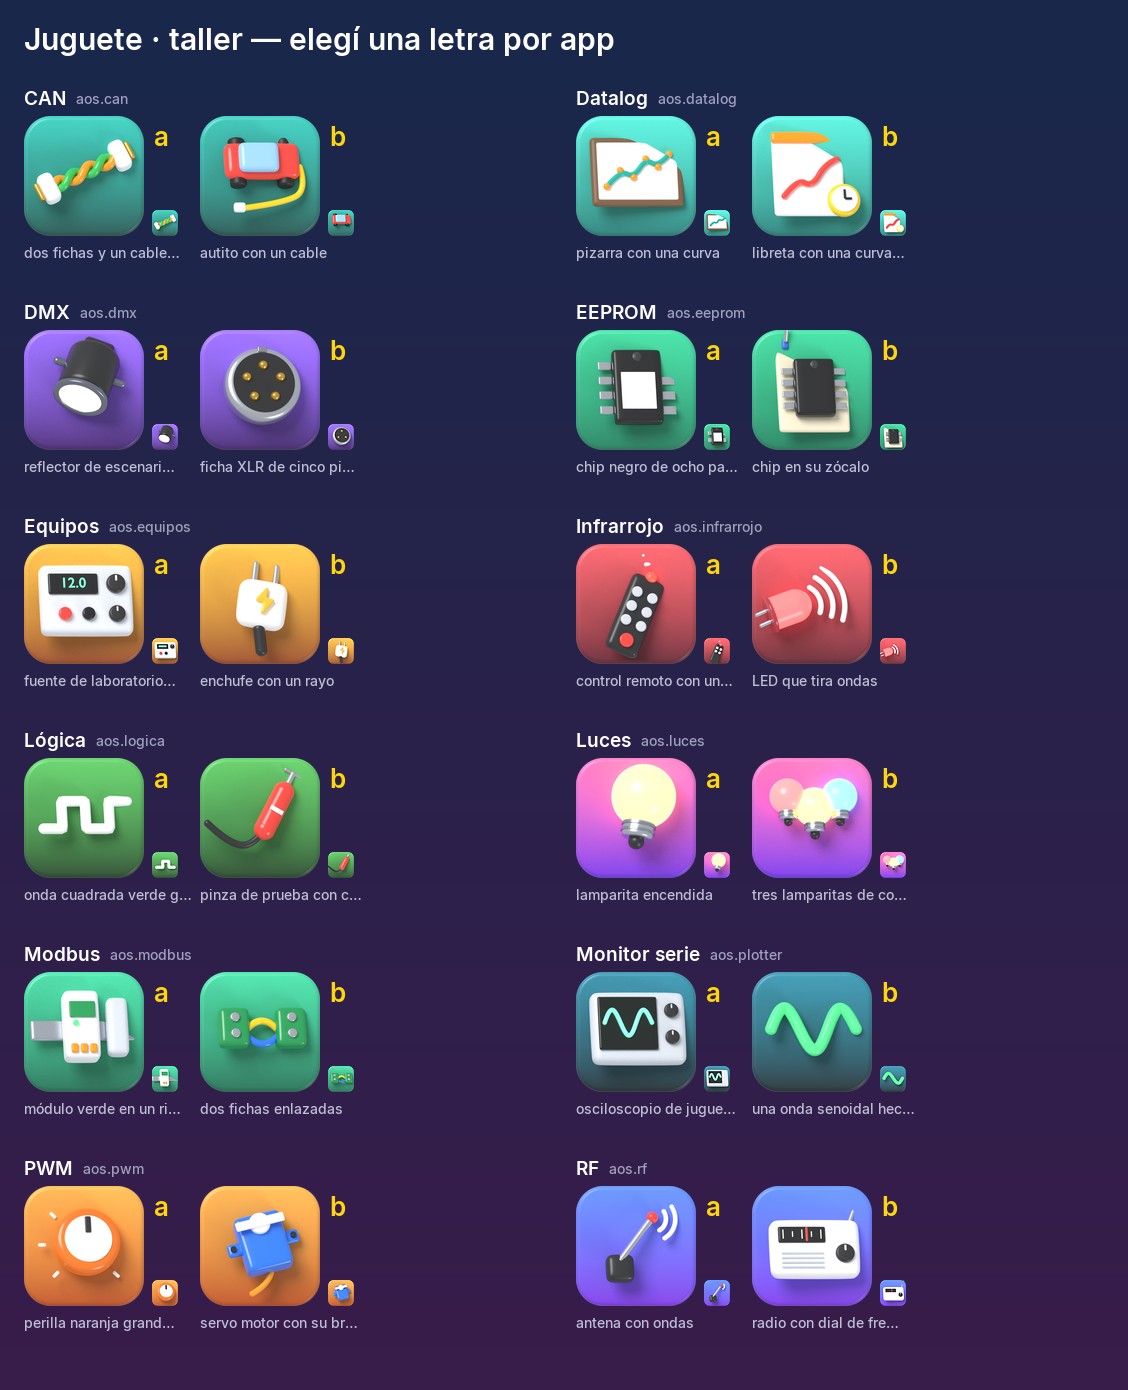 Juguete · taller — elegí una letra por app
CAN aos.can
a
b
dos fichas y un cable...
autito con un cable
Datalog aos.datalog
a
b
pizarra con una curva
libreta con una curva...
DMX aos.dmx
a
b
reflector de escenari...
ficha XLR de cinco pi...
EEPROM aos.eeprom
a
b
chip negro de ocho pa...
chip en su zócalo
Equipos aos.equipos
12.0
a
b
fuente de laboratorio...
enchufe con un rayo
Infrarrojo aos.infrarrojo
a
b
control remoto con un...
LED que tira ondas
Lógica aos.logica
a
b
onda cuadrada verde g...
pinza de prueba con c...
Luces aos.luces
a
b
lamparita encendida
tres lamparitas de co...
Modbus aos.modbus
a
b
módulo verde en un ri...
dos fichas enlazadas
Monitor serie aos.plotter
a
b
osciloscopio de jugue...
una onda senoidal hec...
PWM aos.pwm
a
b
perilla naranja grand...
servo motor con su br...
RF aos.rf
a
b
antena con ondas
radio con dial de fre...